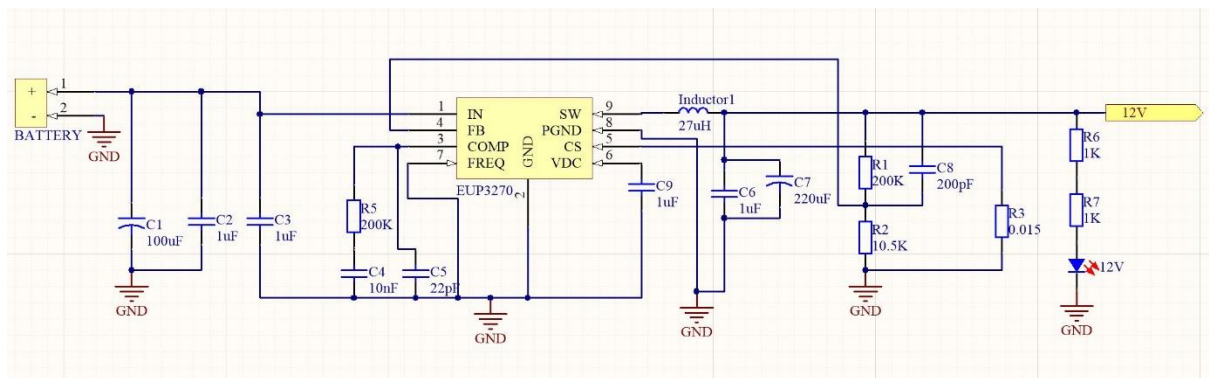 + 1
- 2
BATTERY
GND
C1
100uF
GND
C2
1uF
C3
1uF
1 IN
4 FB
3 COMP
7 FREQ
GND
2
SW 9
PGND 8
CS 5
VDC 6
EUP3270
R5
200K
C4
10nF
C5
22pF
GND
C9
1uF
Inductor1
27uH
C6
1uF
C7
220uF
GND
R1
200K
C8
200pF
R2
10.5K
GND
R3
0.015
12V
R6
1K
R7
1K
12V
GND